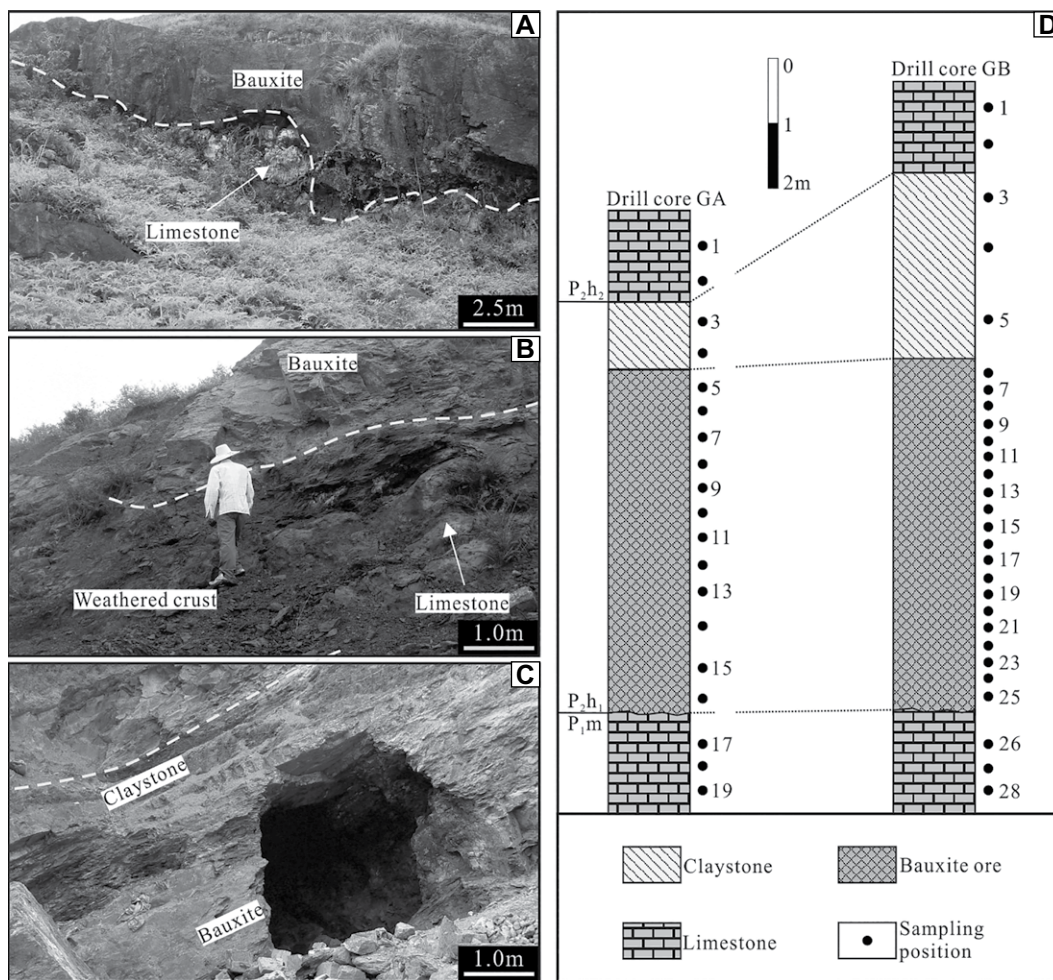 A
Bauxite
Limestone
2.5m
B
Bauxite
Weathered crust
Limestone
1.0m
C
Claystone
Bauxite
1.0m
D
0
1
2m
Drill core GA
1
3
5
7
9
11
13
15
17
19
P₂h₂
P₂h₁
P₁m
Drill core GB
1
3
5
7
9
11
13
15
17
19
21
23
25
26
28
Claystone
Bauxite ore
Limestone
Sampling
position